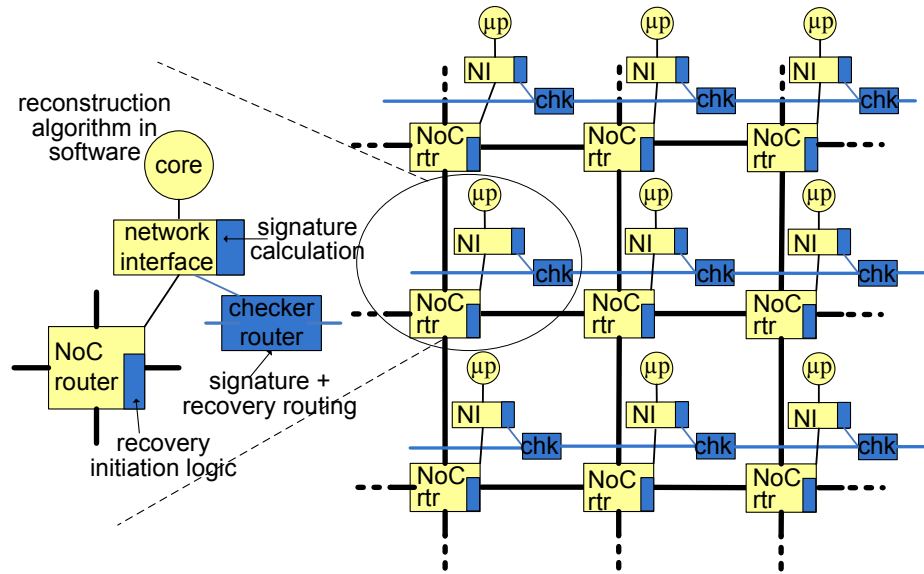 reconstruction
algorithm in
software
core
network
interface
signature
calculation
checker
router
NoC
router
signature +
recovery routing
recovery
initiation logic
µp
µp
µp
NI
NI
NI
chk
chk
chk
NoC
rtr
NoC
rtr
NoC
rtr
µp
µp
µp
NI
NI
NI
chk
chk
chk
NoC
rtr
NoC
rtr
NoC
rtr
µp
µp
µp
NI
NI
NI
chk
chk
chk
NoC
rtr
NoC
rtr
NoC
rtr